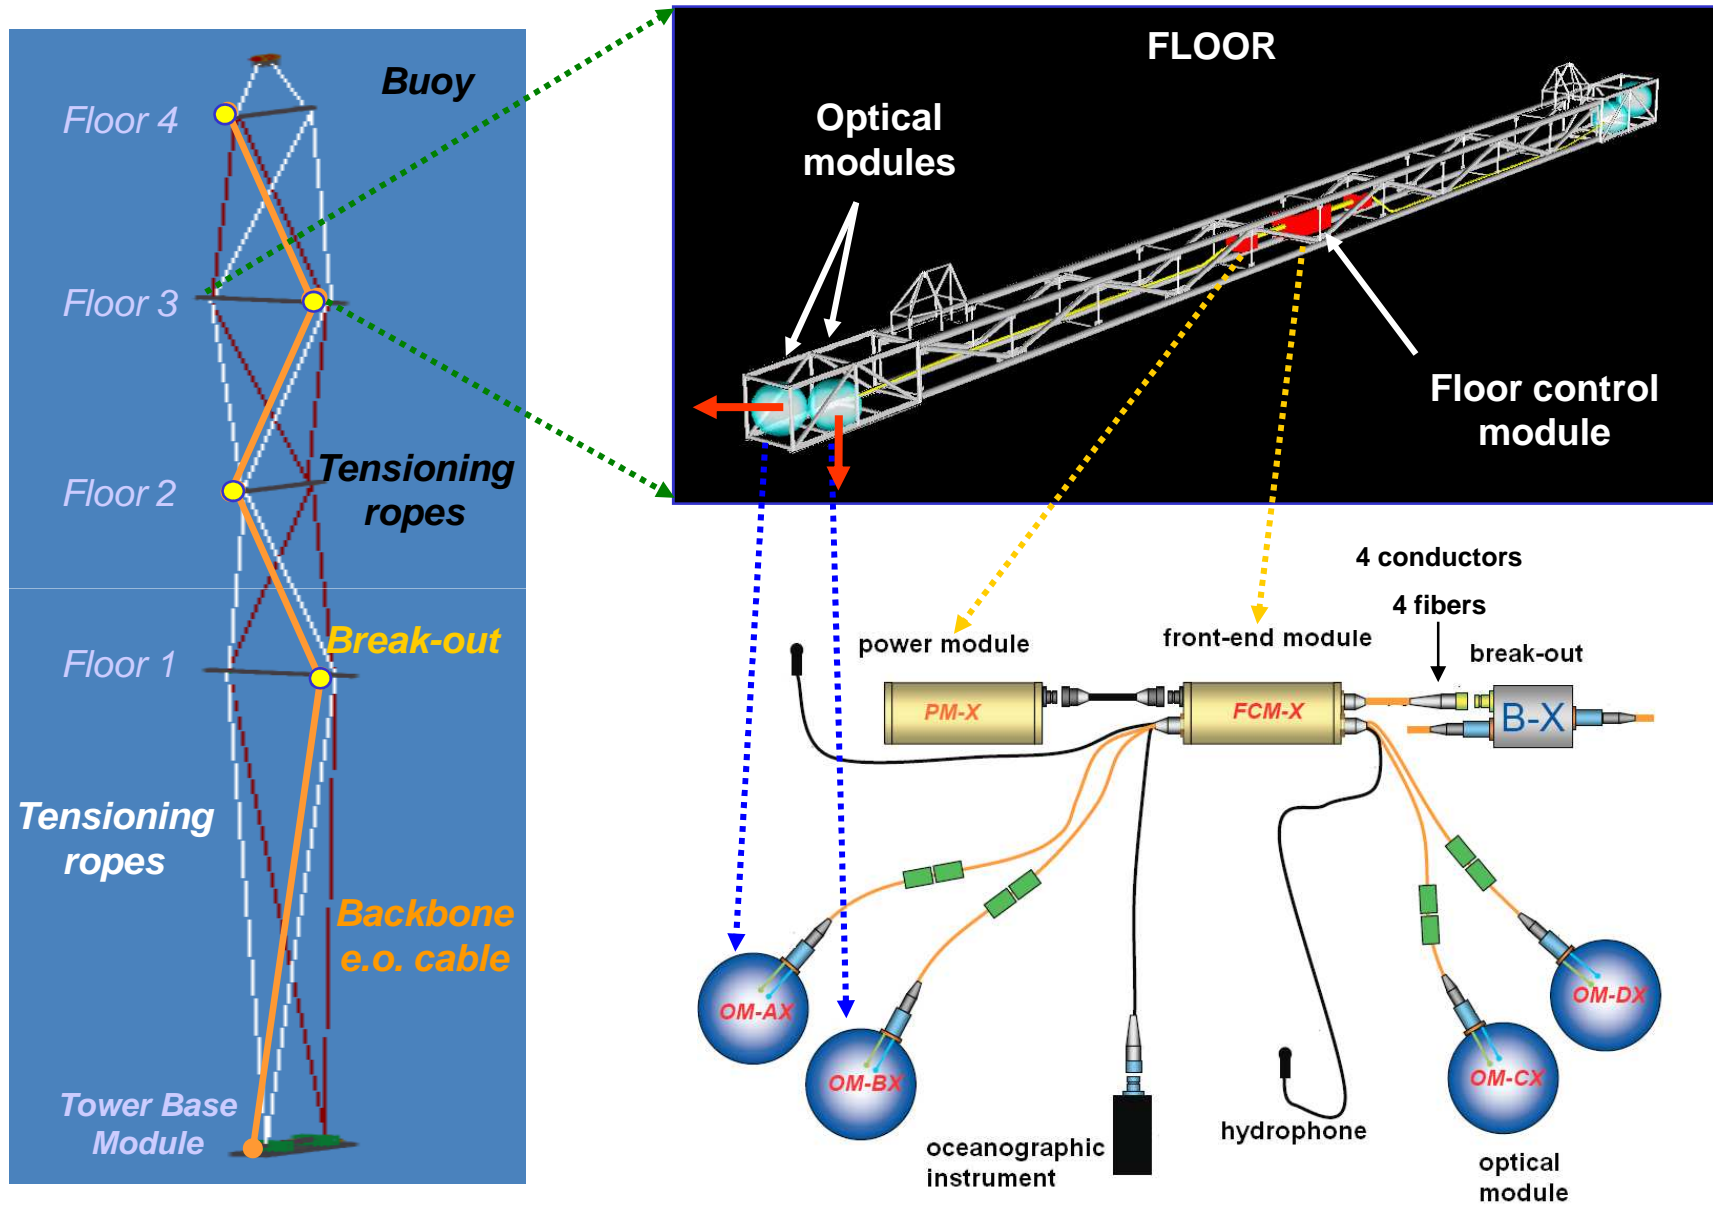 Buoy
Floor 4
Floor 3
Tensioning
ropes
Floor 2
Break-out
Floor 1
Tensioning
ropes
Backbone
e.o. cable
Tower Base
Module
FLOOR
Optical
modules
Floor control
module
4 conductors
4 fibers
power module
front-end module
break-out
PM-X
FCM-X
B-X
OM-AX
OM-BX
OM-CX
OM-DX
oceanographic
instrument
hydrophone
optical
module